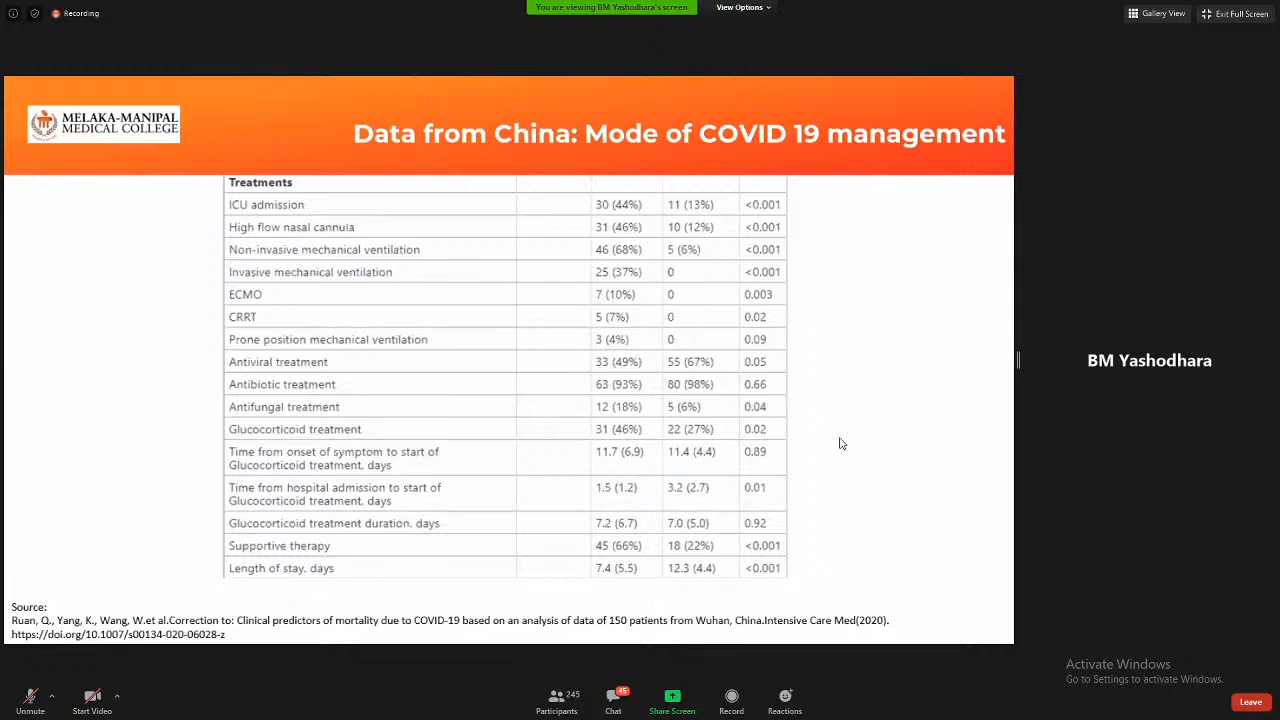 Recording
You are viewing BM Yashodhara's screen
View Options
Gallery View
Exit Full Screen
MELAKA-MANIPAL
MEDICAL COLLEGE
Data from China: Mode of COVID 19 management
Treatments
ICU admission 30 (44%) 11 (13%) <0.001
High flow nasal cannula 31 (46%) 10 (12%) <0.001
Non-invasive mechanical ventilation 46 (68%) 5 (6%) <0.001
Invasive mechanical ventilation 25 (37%) 0 <0.001
ECMO 7 (10%) 0 0.003
CRRT 5 (7%) 0 0.02
Prone position mechanical ventilation 3 (4%) 0 0.09
Antiviral treatment 33 (49%) 55 (67%) 0.05
Antibiotic treatment 63 (93%) 80 (98%) 0.66
Antifungal treatment 12 (18%) 5 (6%) 0.04
Glucocorticoid treatment 31 (46%) 22 (27%) 0.02
Time from onset of symptom to start of
Glucocorticoid treatment, days 11.7 (6.9) 11.4 (4.4) 0.89
Time from hospital admission to start of
Glucocorticoid treatment, days 1.5 (1.2) 3.2 (2.7) 0.01
Glucocorticoid treatment duration, days 7.2 (6.7) 7.0 (5.0) 0.92
Supportive therapy 45 (66%) 18 (22%) <0.001
Length of stay, days 7.4 (5.5) 12.3 (4.4) <0.001
Source:
Ruan, Q., Yang, K., Wang, W.et al.Correction to: Clinical predictors of mortality due to COVID-19 based on an analysis of data of 150 patients from Wuhan, China.Intensive Care Med(2020).
https://doi.org/10.1007/s00134-020-06028-z
BM Yashodhara
Activate Windows
Go to Settings to activate Windows.
Unmute
Start Video
245
Participants
45
Chat
Share Screen
Record
Reactions
Leave